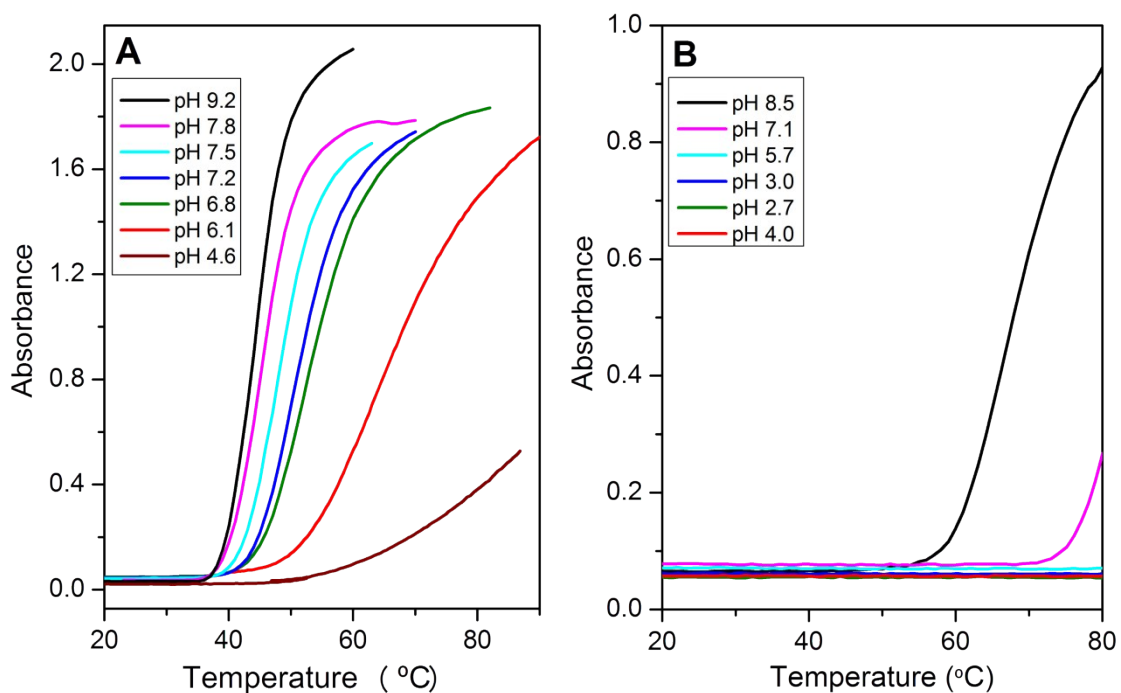 A
pH 9.2
pH 7.8
pH 7.5
pH 7.2
pH 6.8
pH 6.1
pH 4.6
2.0
1.6
1.2
0.8
0.4
0.0
Absorbance
20 40 60 80
Temperature ( ºC)
B
pH 8.5
pH 7.1
pH 5.7
pH 3.0
pH 2.7
pH 4.0
1.0
0.8
0.6
0.4
0.2
0.0
Absorbance
20 40 60 80
Temperature (ºC)